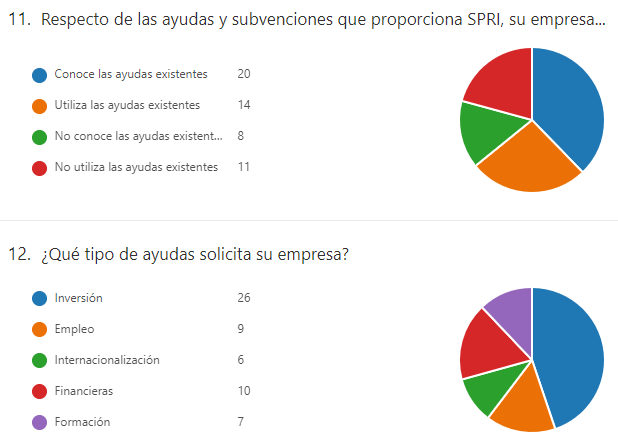 11. Respecto de las ayudas y subvenciones que proporciona SPRI, su empresa...
Conoce las ayudas existentes 20
Utiliza las ayudas existentes 14
No conoce las ayudas existent... 8
No utiliza las ayudas existentes 11
12. ¿Qué tipo de ayudas solicita su empresa?
Inversión 26
Empleo 9
Internacionalización 6
Financieras 10
Formación 7